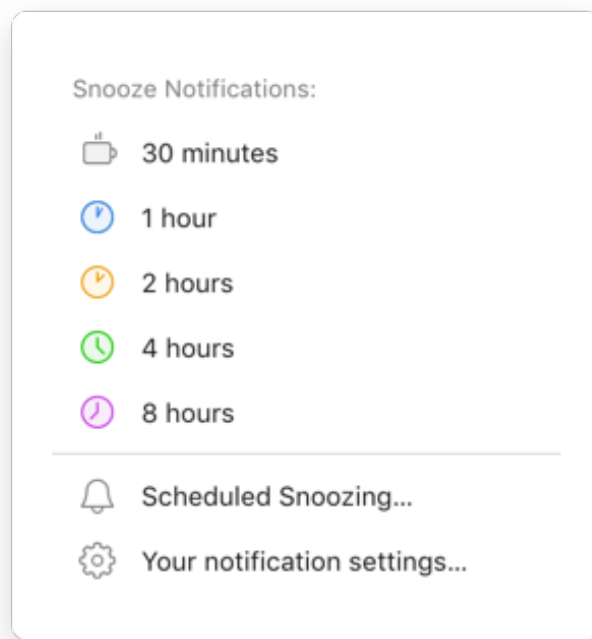 Snooze Notifications:
30 minutes
1 hour
2 hours
4 hours
8 hours
Scheduled Snoozing...
Your notification settings...